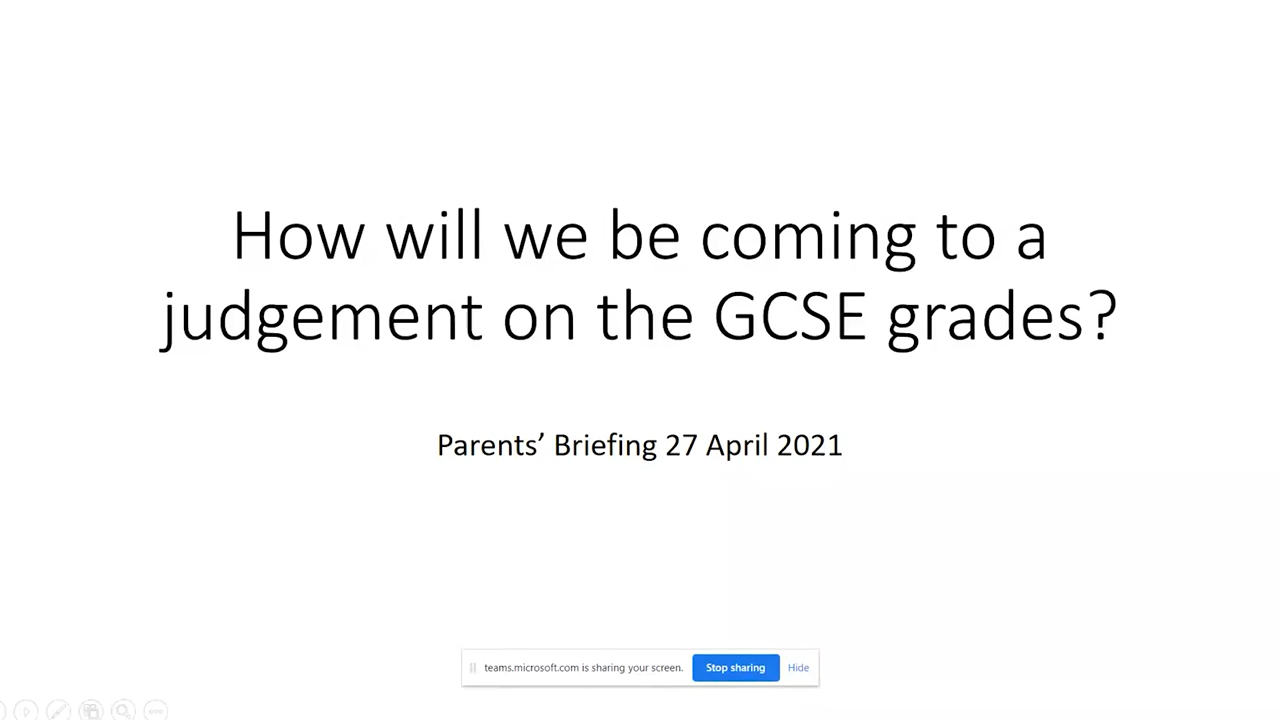 How will we be coming to a
judgement on the GCSE grades?
Parents’ Briefing 27 April 2021
teams.microsoft.com is sharing your screen. Stop sharing Hide